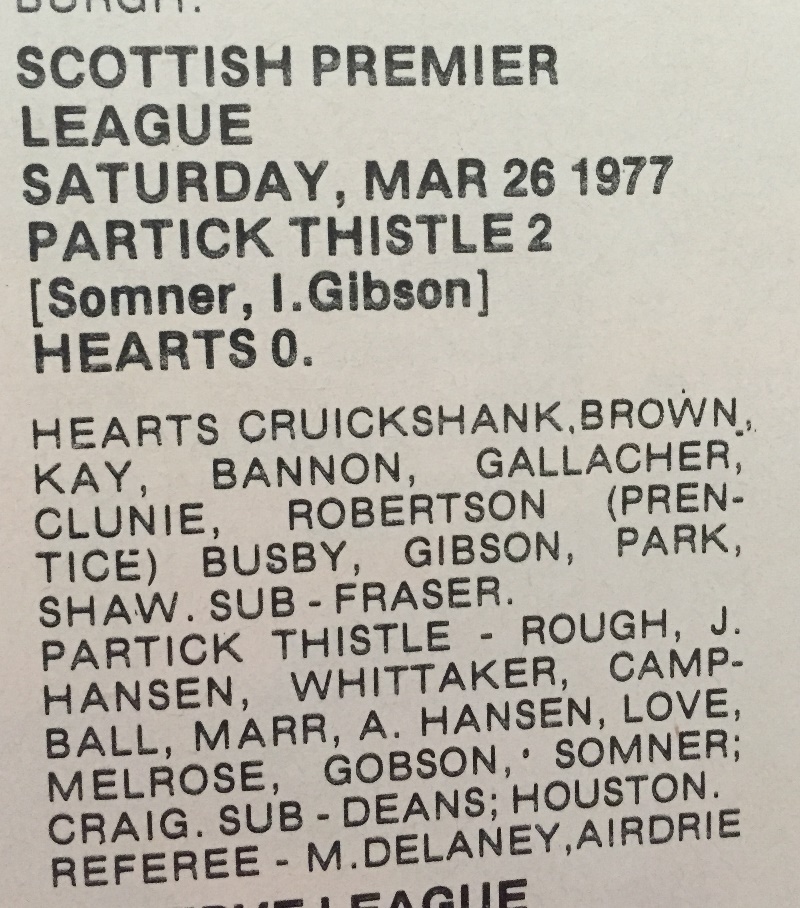 BURGH.
SCOTTISH PREMIER
LEAGUE
SATURDAY, MAR 26 1977
PARTICK THISTLE 2
[Somner, I.Gibson]
HEARTS 0.
HEARTS CRUICKSHANK,BROWN,
KAY, BANNON, GALLACHER,
CLUNIE, ROBERTSON (PREN-
TICE) BUSBY, GIBSON, PARK,
SHAW. SUB - FRASER.
PARTICK THISTLE - ROUGH, J.
HANSEN, WHITTAKER, CAMP-
BALL, MARR, A. HANSEN, LOVE,
MELROSE, GOBSON, SOMNER;
CRAIG. SUB - DEANS; HOUSTON.
REFEREE - M.DELANEY,AIRDRIE
LEAGUE